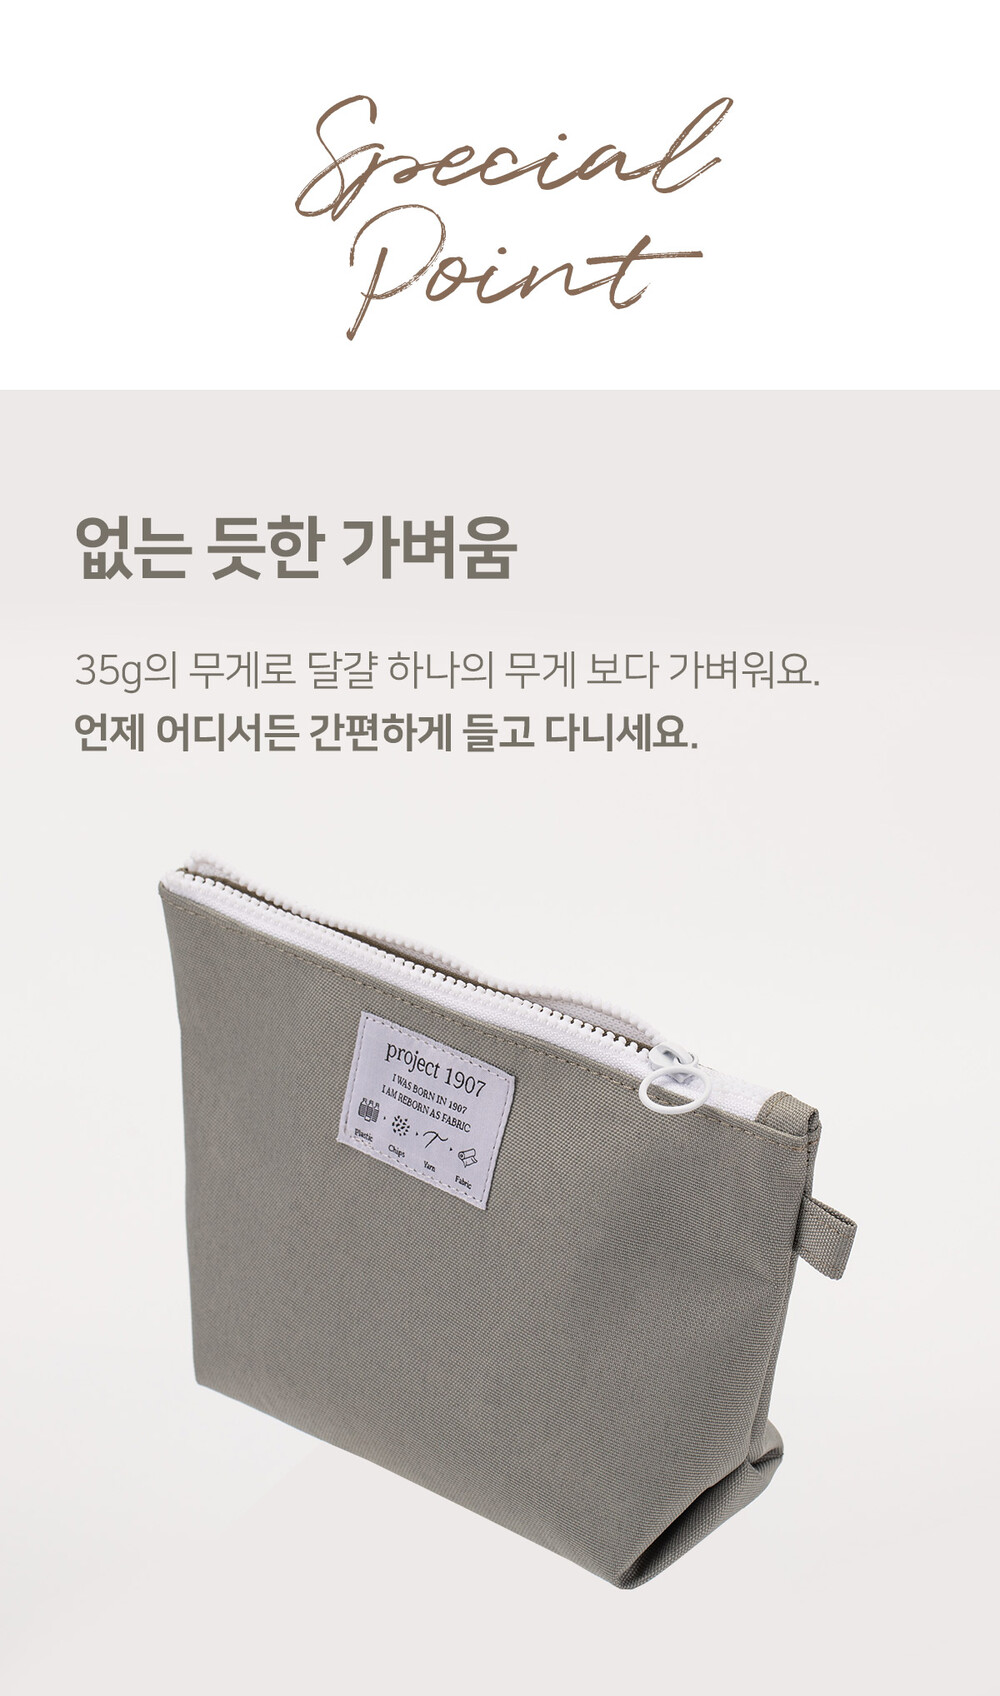 Special
Point
없는 듯한 가벼움
35g의 무게로 달걀 하나의 무게 보다 가벼워요.
언제 어디서든 간편하게 들고 다니세요.
project 1907
I WAS BORN IN 1907
I AM REBORN AS FABRIC
Plastic
Chips
Yarn
Fabric